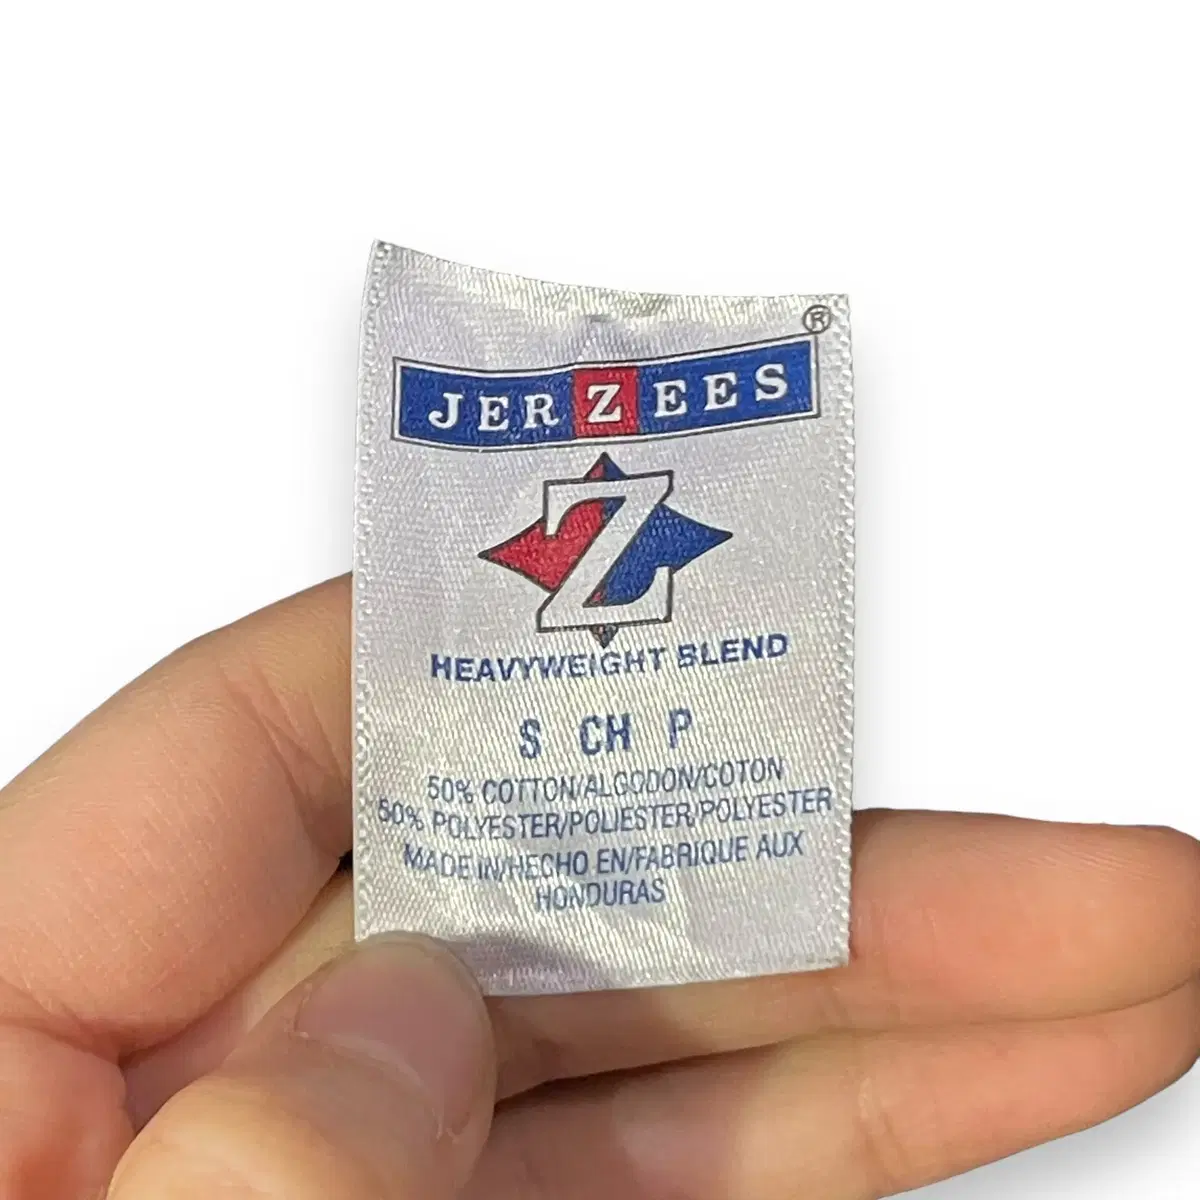 ®
JERZEES
Z
HEAVYWEIGHT BLEND
S CH P
50% COTTON/ALGODON/COTON
50% POLYESTER/POLIESTER/POLYESTER
MADE IN/HECHO EN/FABRIQUE AUX
HONDURAS